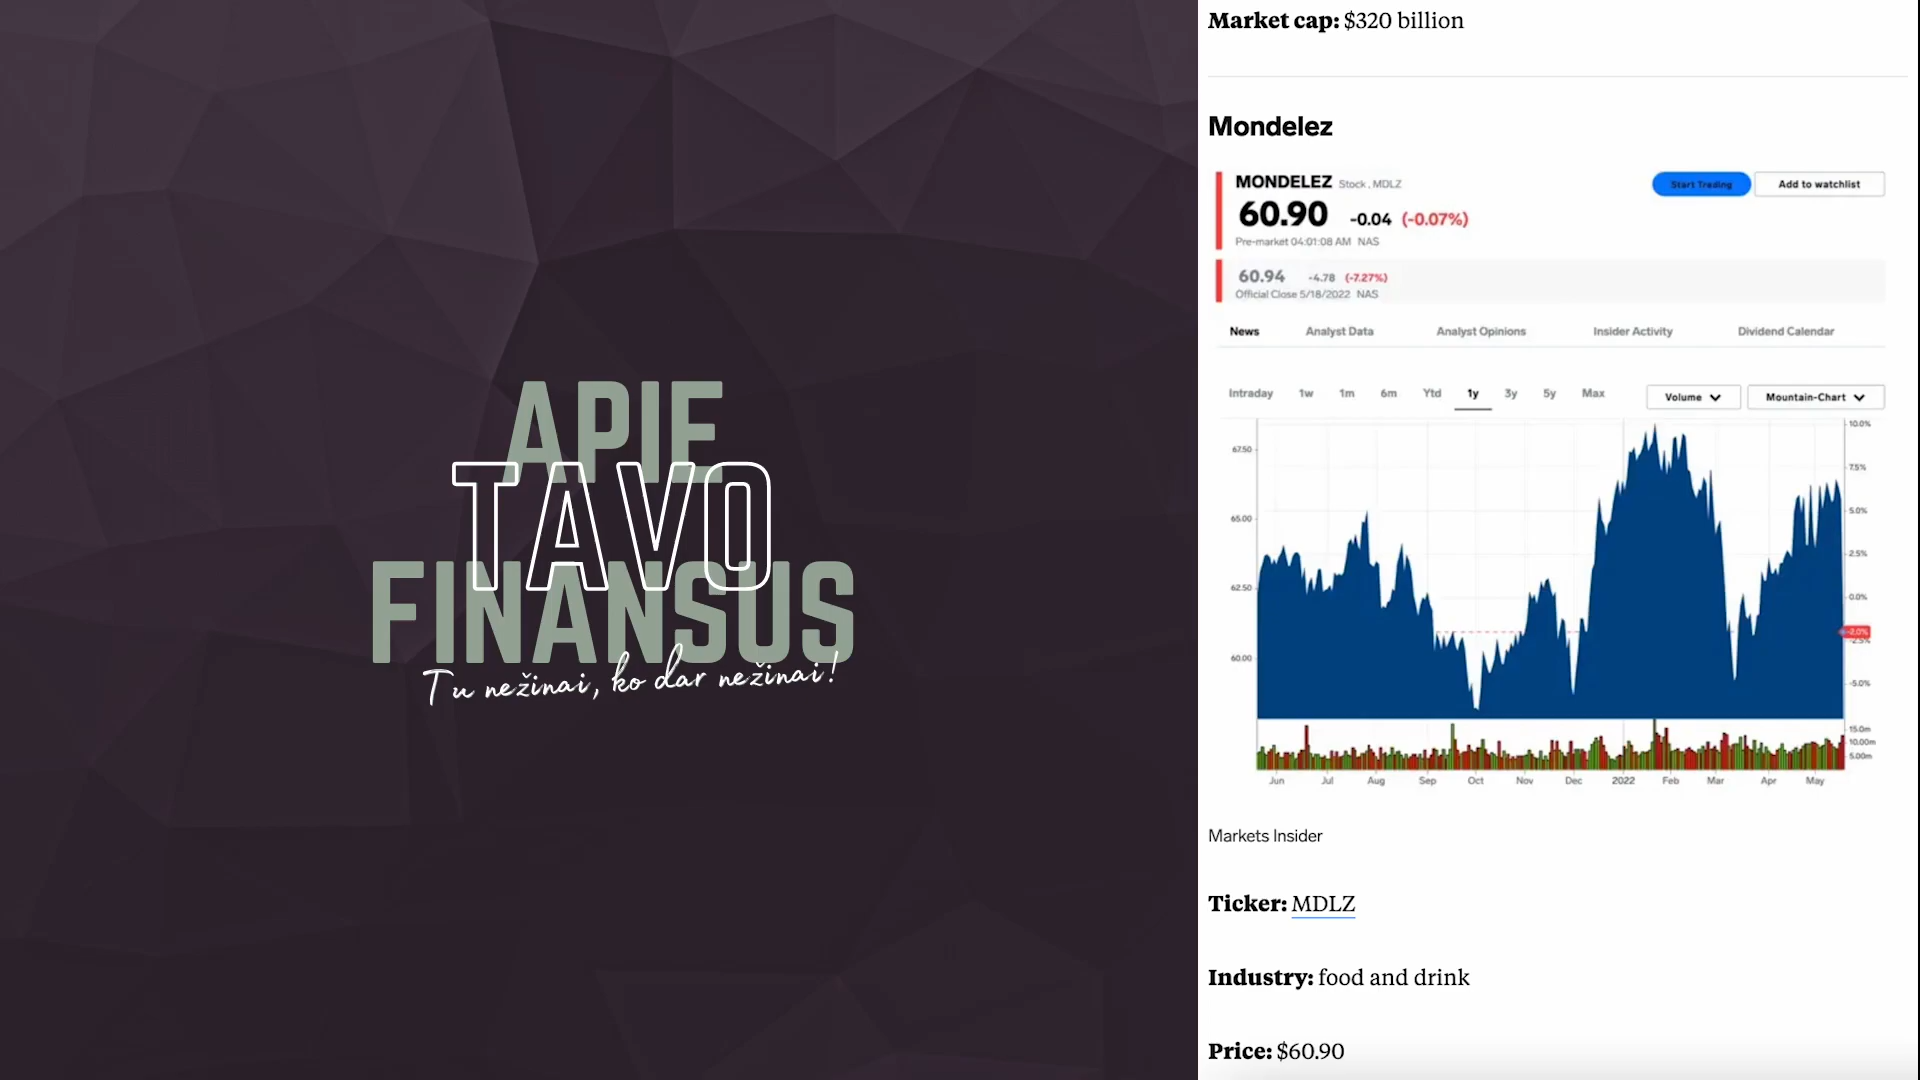 APIE
TAVO
FINANSUS
Tu nežinai, ko dar nežinai!
Market cap: $320 billion
Mondelez
MONDELEZ Stock, MDLZ
Start Trading
Add to watchlist
60.90 -0.04 (-0.07%)
Pre-market 04:01:08 AM NAS
60.94 -4.78 (-7.27%)
Official Close 5/18/2022 NAS
News Analyst Data Analyst Opinions Insider Activity Dividend Calendar
Intraday 1w 1m 6m Ytd 1y 3y 5y Max Volume Mountain-Chart
10.0%
67.50
7.5%
65.00
5.0%
2.5%
62.50
0.0%
-2.0%
-2.5%
60.00
-5.0%
15.0m
10.00m
5.00m
Jun Jul Aug Sep Oct Nov Dec 2022 Feb Mar Apr May
Markets Insider
Ticker: MDLZ
Industry: food and drink
Price: $60.90